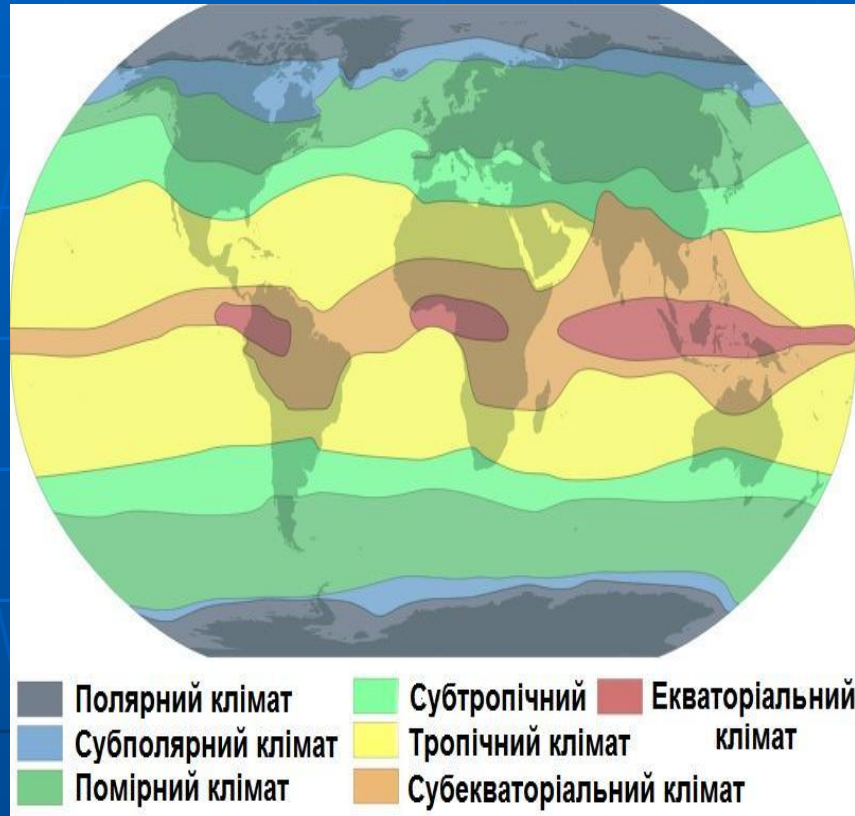 Полярний клімат
Субполярний клімат
Помірний клімат
Субтропічний
Тропічний клімат
Субекваторіальний клімат
Екваторіальний
клімат